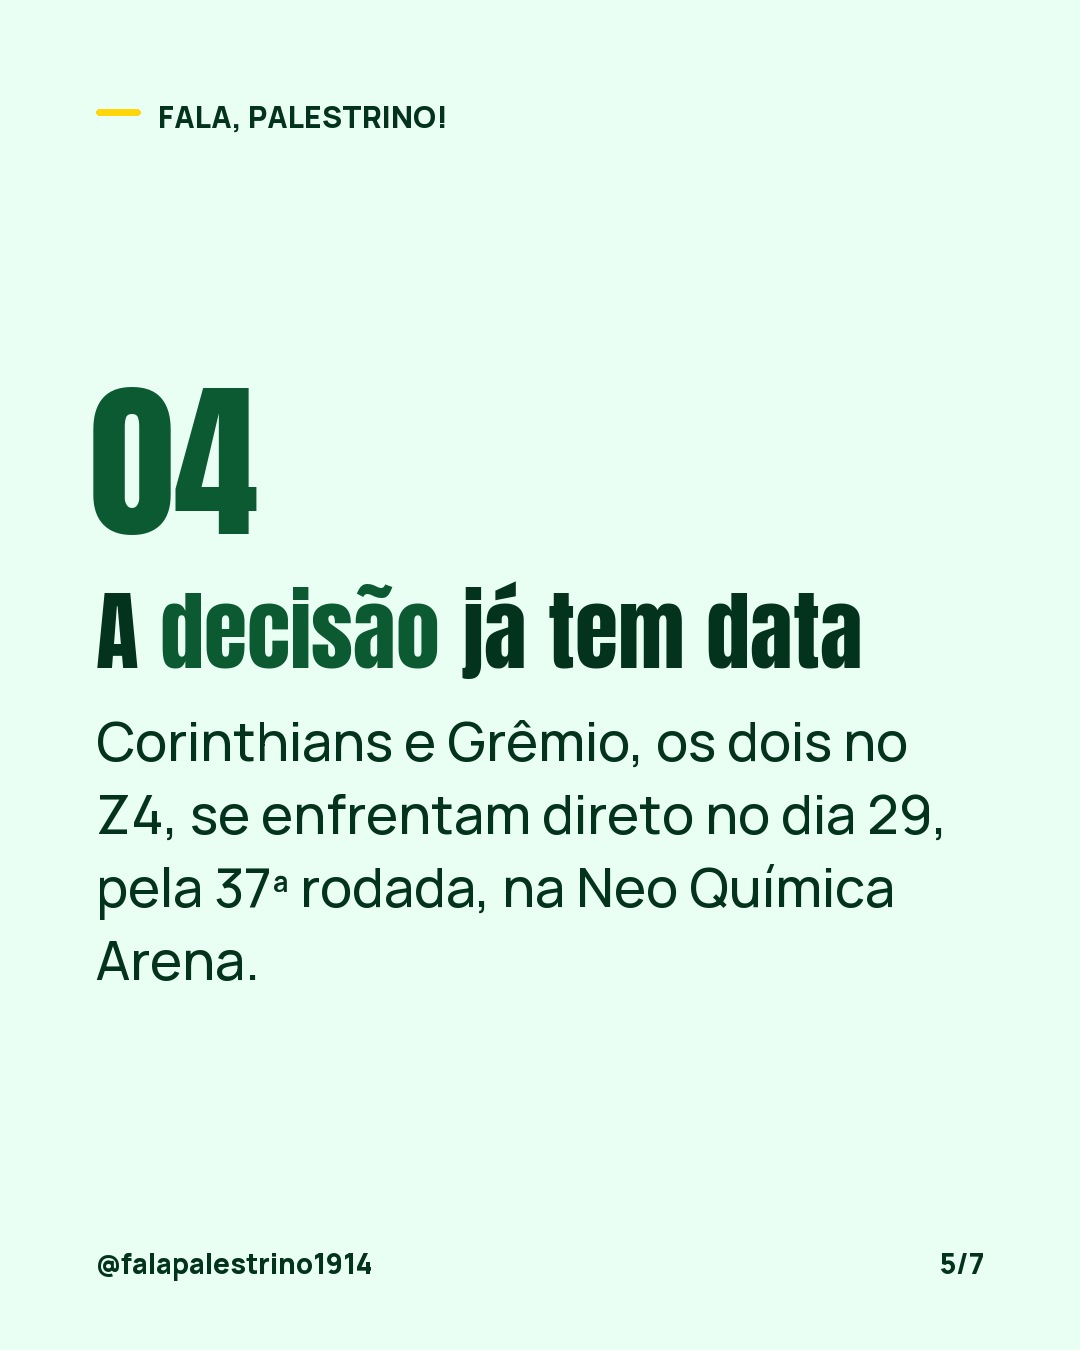 FALA, PALESTRINO!
04
A decisão já tem data
Corinthians e Grêmio, os dois no
Z4, se enfrentam direto no dia 29,
pela 37ª rodada, na Neo Química
Arena.
@falapalestrino1914
5/7